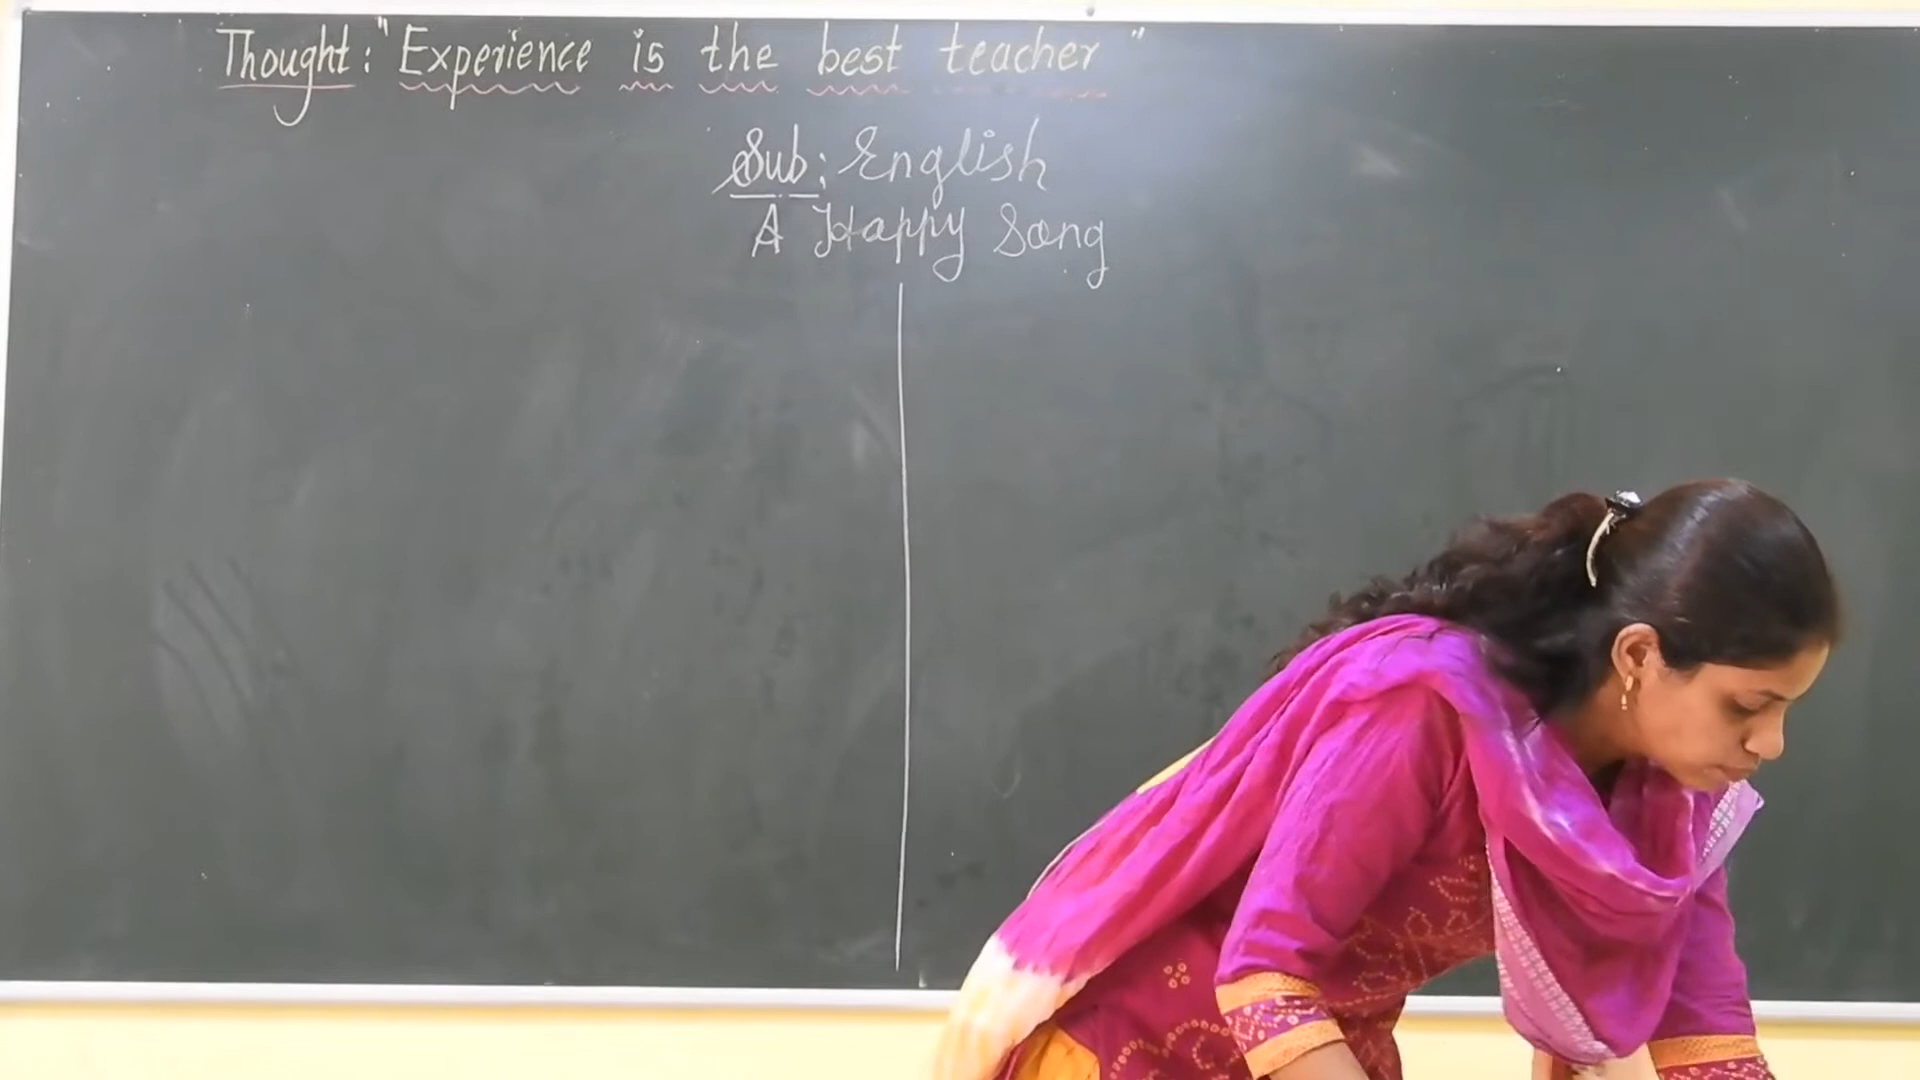 Thought: "Experience is the best teacher"
Sub: English
A Happy Song